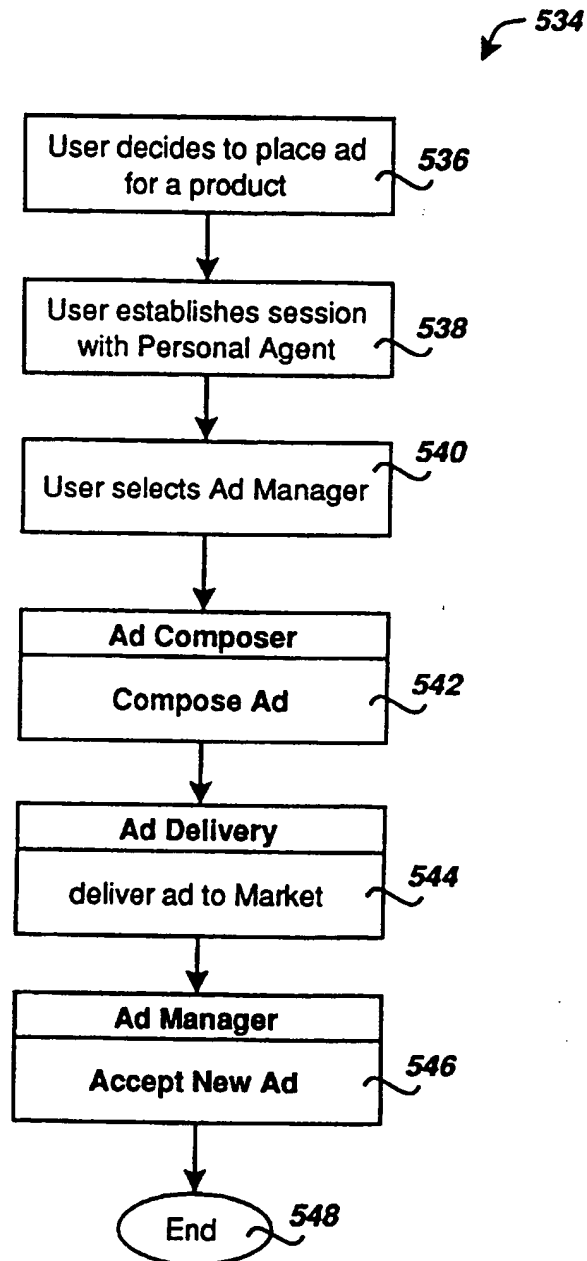 534
User decides to place ad
for a product
536
User establishes session
with Personal Agent
538
User selects Ad Manager
540
Ad Composer
Compose Ad
542
Ad Delivery
deliver ad to Market
544
Ad Manager
Accept New Ad
546
End
548